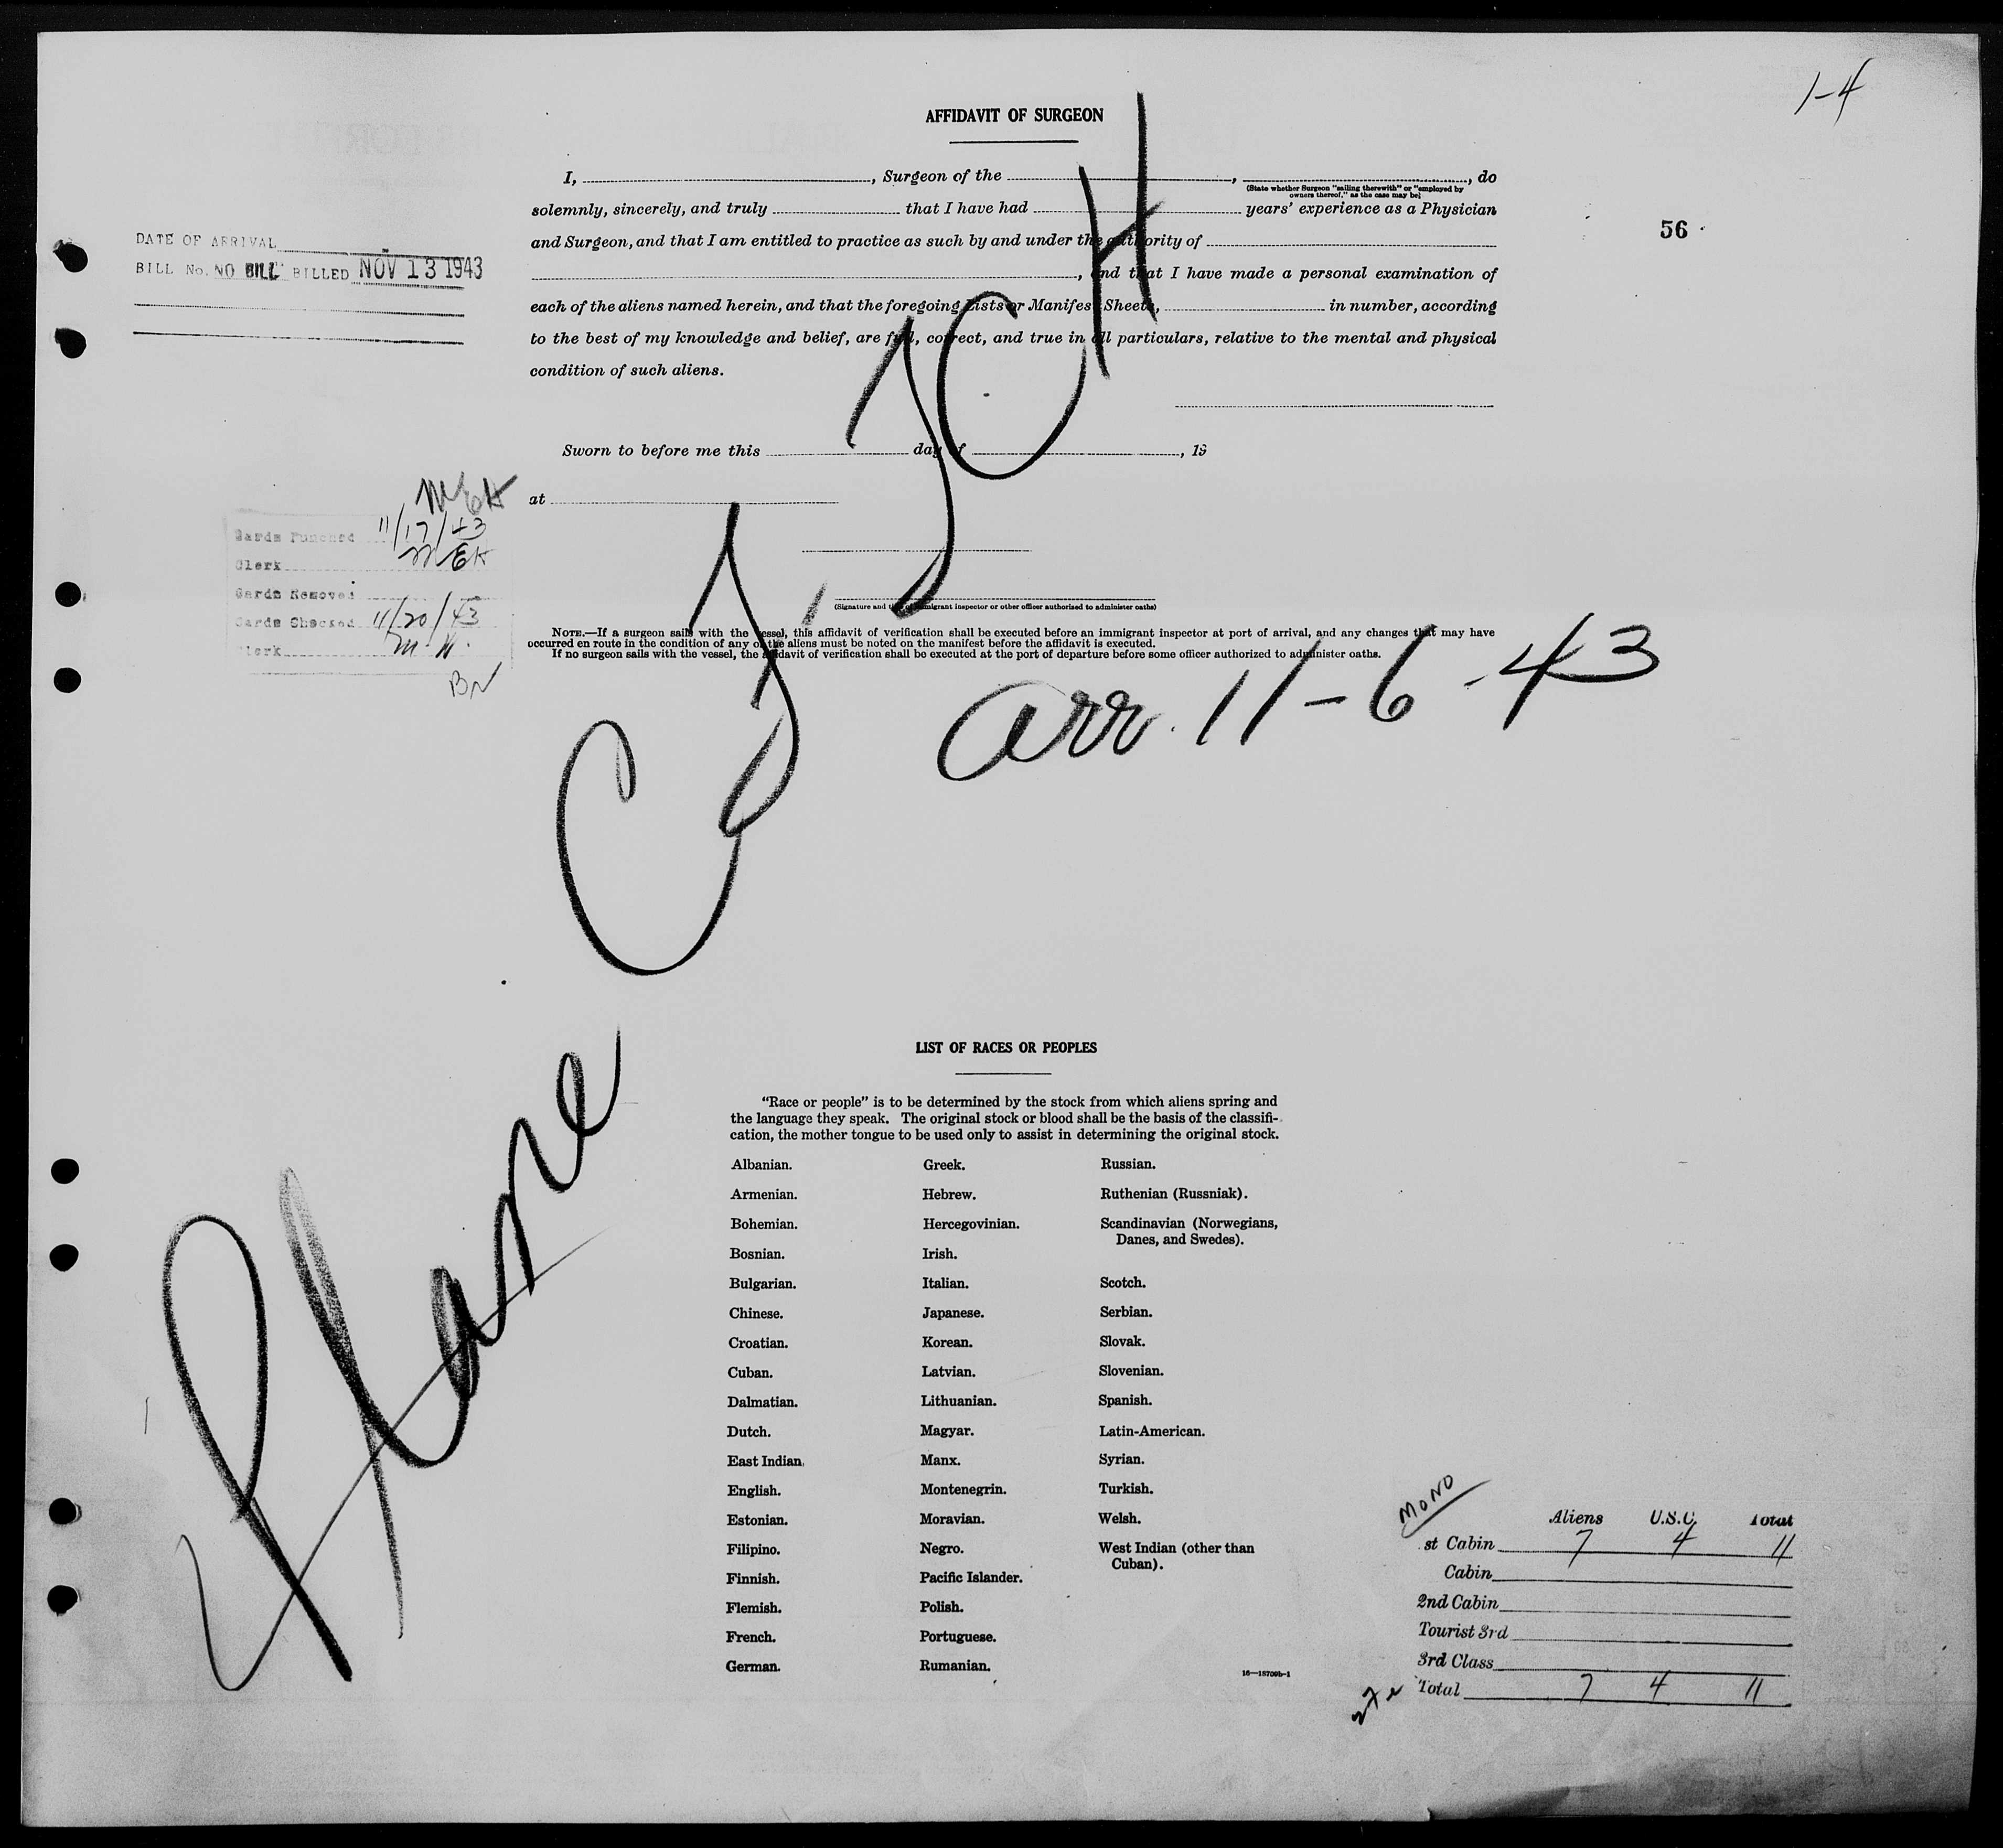 1-4
AFFIDAVIT OF SURGEON
I, , Surgeon of the , , do
(State whether Surgeon "sailing therewith" or "employed by
owners thereof," as the case may be)
solemnly, sincerely, and truly that I have had years' experience as a Physician
56
and Surgeon, and that I am entitled to practice as such by and under the authority of
DATE OF ARRIVAL
BILL No. NO BILL BILLED NOV 13 1943
, and that I have made a personal examination of
each of the aliens named herein, and that the foregoing Lists or Manifest Sheets, in number, according
to the best of my knowledge and belief, are full, correct, and true in all particulars, relative to the mental and physical
condition of such aliens.
Sworn to before me this day of , 19
at
MEH
Cards Punched 11/17/43
Clerk MEH
Cards Removed
Cards Checked 11/20/43
Clerk
(Signature and title of immigrant inspector or other officer authorized to administer oaths)
NOTE.—If a surgeon sails with the vessel, this affidavit of verification shall be executed before an immigrant inspector at port of arrival, and any changes that may have
occurred en route in the condition of any of the aliens must be noted on the manifest before the affidavit is executed.
If no surgeon sails with the vessel, the affidavit of verification shall be executed at the port of departure before some officer authorized to administer oaths.
arr. 11-6-43
Plane
LIST OF RACES OR PEOPLES
"Race or people" is to be determined by the stock from which aliens spring and
the language they speak. The original stock or blood shall be the basis of the classifi-
cation, the mother tongue to be used only to assist in determining the original stock.
Albanian. Greek. Russian.
Armenian. Hebrew. Ruthenian (Russniak).
Bohemian. Hercegovinian. Scandinavian (Norwegians,
Danes, and Swedes).
Bosnian. Irish.
Bulgarian. Italian. Scotch.
Chinese. Japanese. Serbian.
Croatian. Korean. Slovak.
Cuban. Latvian. Slovenian.
Dalmatian. Lithuanian. Spanish.
Dutch. Magyar. Latin-American.
East Indian. Manx. Syrian.
English. Montenegrin. Turkish.
Estonian. Moravian. Welsh.
Filipino. Negro. West Indian (other than
Cuban).
Finnish. Pacific Islander.
Flemish. Polish.
French. Portuguese.
German. Rumanian.
16—18709b-1
MONO
Aliens U.S.C. Total
st Cabin 7 4 11
Cabin
2nd Cabin
Tourist 3rd
3rd Class
Total 7 4 11